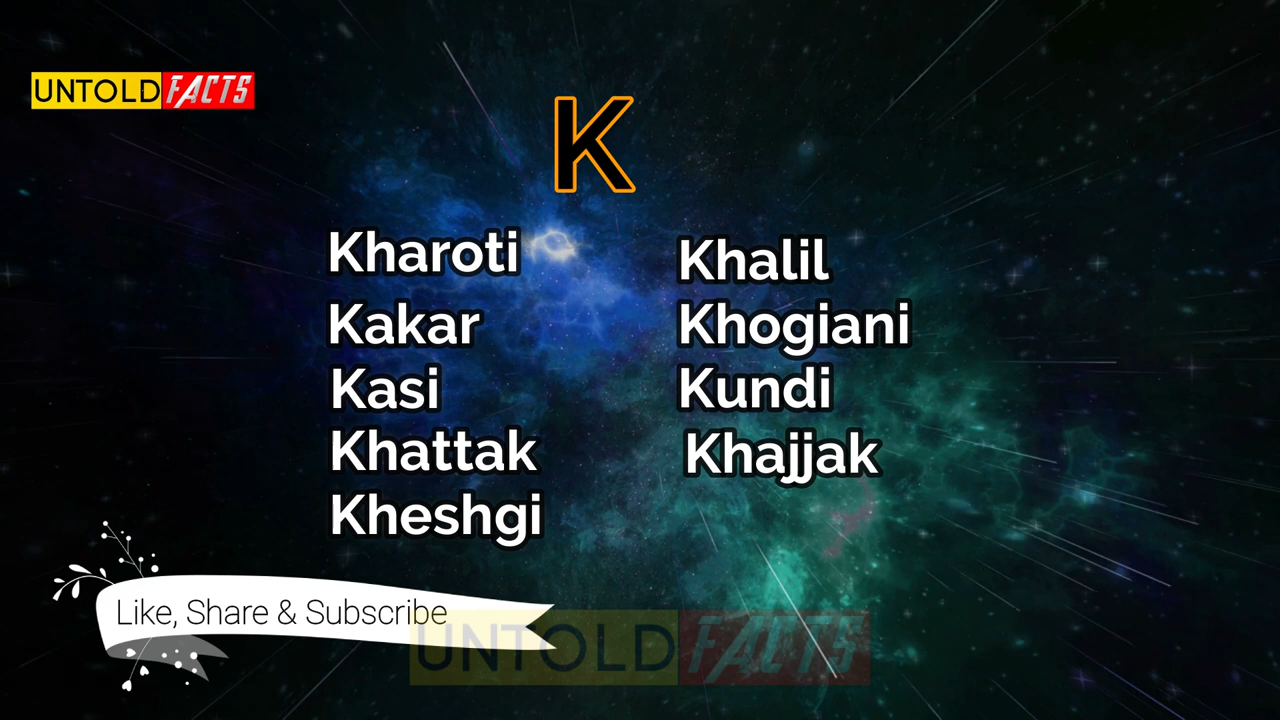 UNTOLD FACTS
K
Kharoti
Kakar
Kasi
Khattak
Kheshgi
Khalil
Khogiani
Kundi
Khajjak
Like, Share & Subscribe
UNTOLD FACTS